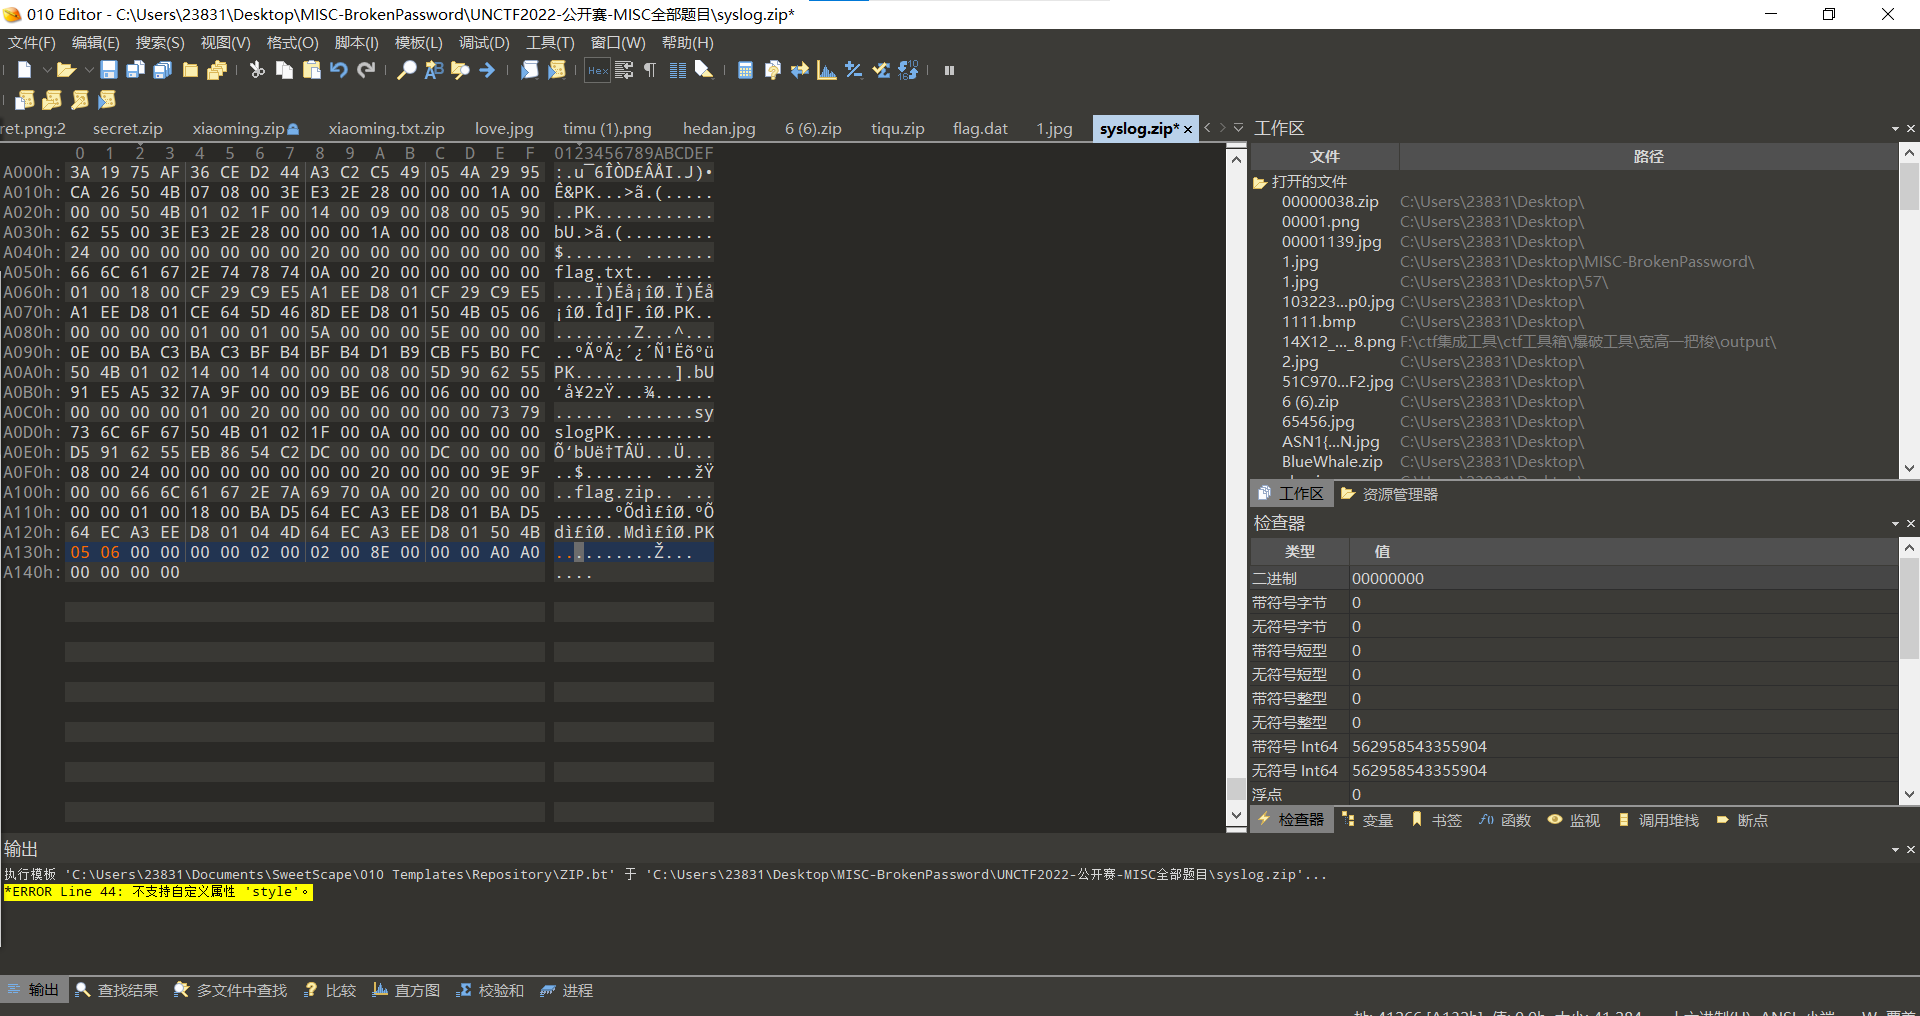 010 Editor - C:\Users\23831\Desktop\MISC-BrokenPassword\UNCTF2022-公开赛-MISC全部题目\syslog.zip*
文件(F) 编辑(E) 搜索(S) 视图(V) 格式(O) 脚本(I) 模板(L) 调试(D) 工具(T) 窗口(W) 帮助(H)
ret.png:2 secret.zip xiaoming.zip xiaoming.txt.zip love.jpg timu (1).png hedan.jpg 6 (6).zip tiqu.zip flag.dat 1.jpg syslog.zip*
0 1 2 3 4 5 6 7 8 9 A B C D E F 0123456789ABCDEF
A000h: 3A 19 75 AF 36 CE D2 44 A3 C2 C5 49 05 4A 29 95 :.u¯6ÎÒD£ÂÅI.J)•
A010h: CA 26 50 4B 07 08 00 3E E3 2E 28 00 00 00 1A 00 Ê&PK...>ã.(.....
A020h: 00 00 50 4B 01 02 1F 00 14 00 09 00 08 00 05 90 ..PK............
A030h: 62 55 00 3E E3 2E 28 00 00 00 1A 00 00 00 08 00 bU.>ã.(.........
A040h: 24 00 00 00 00 00 00 00 20 00 00 00 00 00 00 00 $....... .......
A050h: 66 6C 61 67 2E 74 78 74 0A 00 20 00 00 00 00 00 flag.txt.. .....
A060h: 01 00 18 00 CF 29 C9 E5 A1 EE D8 01 CF 29 C9 E5 ....Ï)Éå¡îØ.Ï)Éå
A070h: A1 EE D8 01 CE 64 5D 46 8D EE D8 01 50 4B 05 06 ¡îØ.Îd]F.îØ.PK..
A080h: 00 00 00 00 01 00 01 00 5A 00 00 00 5E 00 00 00 ........Z...^...
A090h: 0E 00 BA C3 BA C3 BF B4 BF B4 D1 B9 CB F5 B0 FC ..ºÃºÃ¿´¿´Ñ¹Ëõ°ü
A0A0h: 50 4B 01 02 14 00 14 00 00 00 08 00 5D 90 62 55 PK..........].bU
A0B0h: 91 E5 A5 32 7A 9F 00 00 09 BE 06 00 06 00 00 00 ‘å¥2zŸ...¾......
A0C0h: 00 00 00 00 01 00 20 00 00 00 00 00 00 00 73 79 ...... .......sy
A0D0h: 73 6C 6F 67 50 4B 01 02 1F 00 0A 00 00 00 00 00 slogPK..........
A0E0h: D5 91 62 55 EB 86 54 C2 DC 00 00 00 DC 00 00 00 Õ‘bUë†TÂÜ...Ü...
A0F0h: 08 00 24 00 00 00 00 00 00 00 20 00 00 00 9E 9F ..$....... ...žŸ
A100h: 00 00 66 6C 61 67 2E 7A 69 70 0A 00 20 00 00 00 ..flag.zip.. ...
A110h: 00 00 01 00 18 00 BA D5 64 EC A3 EE D8 01 BA D5 ......ºÕdì£îØ.ºÕ
A120h: 64 EC A3 EE D8 01 04 4D 64 EC A3 EE D8 01 50 4B dì£îØ..Mdì£îØ.PK
A130h: 05 06 00 00 00 00 02 00 02 00 8E 00 00 00 A0 A0 ..........Ž...
A140h: 00 00 00 00 ....
工作区
文件 路径
打开的文件
00000038.zip C:\Users\23831\Desktop\
00001.png C:\Users\23831\Desktop\
00001139.jpg C:\Users\23831\Desktop\
1.jpg C:\Users\23831\Desktop\MISC-BrokenPassword\
1.jpg C:\Users\23831\Desktop\57\
103223...p0.jpg C:\Users\23831\Desktop\
1111.bmp C:\Users\23831\Desktop\
14X12_..._8.png F:\ctf集成工具\ctf工具箱\爆破工具\宽高一把梭\output\
2.jpg C:\Users\23831\Desktop\
51C970...F2.jpg C:\Users\23831\Desktop\
6 (6).zip C:\Users\23831\Desktop\
65456.jpg C:\Users\23831\Desktop\
ASN1{...N.jpg C:\Users\23831\Desktop\
BlueWhale.zip C:\Users\23831\Desktop\
工作区 资源管理器
检查器
类型 值
二进制 00000000
带符号字节 0
无符号字节 0
带符号短型 0
无符号短型 0
带符号整型 0
无符号整型 0
带符号 Int64 562958543355904
无符号 Int64 562958543355904
浮点 0
检查器 变量 书签 函数 监视 调用堆栈 断点
输出
执行模板 'C:\Users\23831\Documents\SweetScape\010 Templates\Repository\ZIP.bt' 于 'C:\Users\23831\Desktop\MISC-BrokenPassword\UNCTF2022-公开赛-MISC全部题目\syslog.zip'...
*ERROR Line 44: 不支持自定义属性 'style'。
输出 查找结果 多文件中查找 比较 直方图 校验和 进程